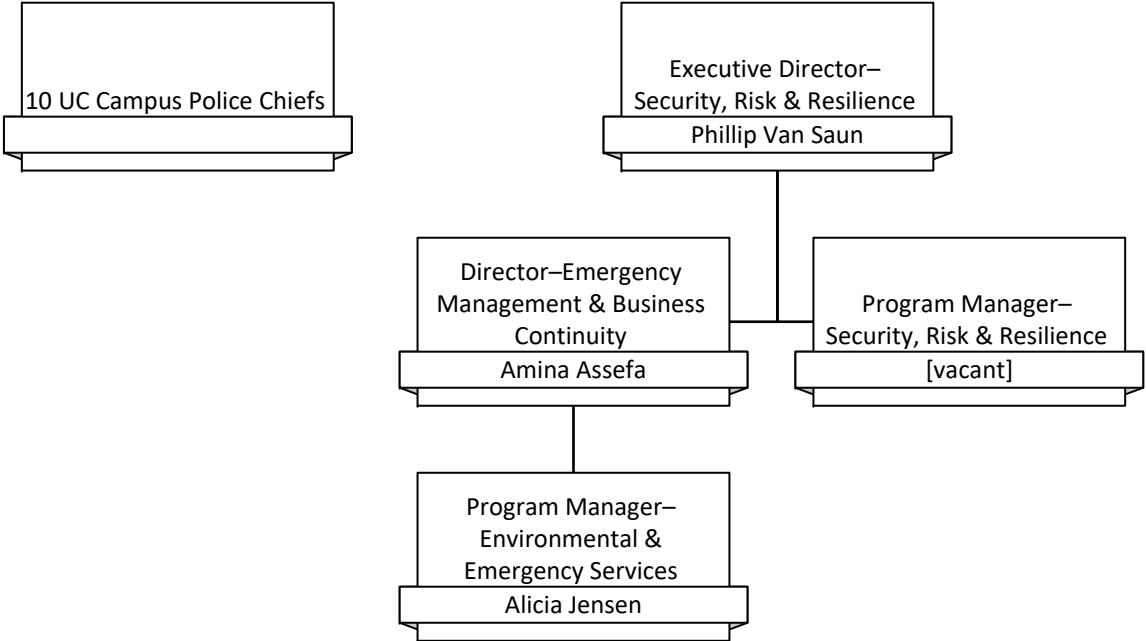 10 UC Campus Police Chiefs
Executive Director–
Security, Risk & Resilience
Phillip Van Saun
Director–Emergency
Management & Business
Continuity
Amina Assefa
Program Manager–
Security, Risk & Resilience
[vacant]
Program Manager–
Environmental &
Emergency Services
Alicia Jensen